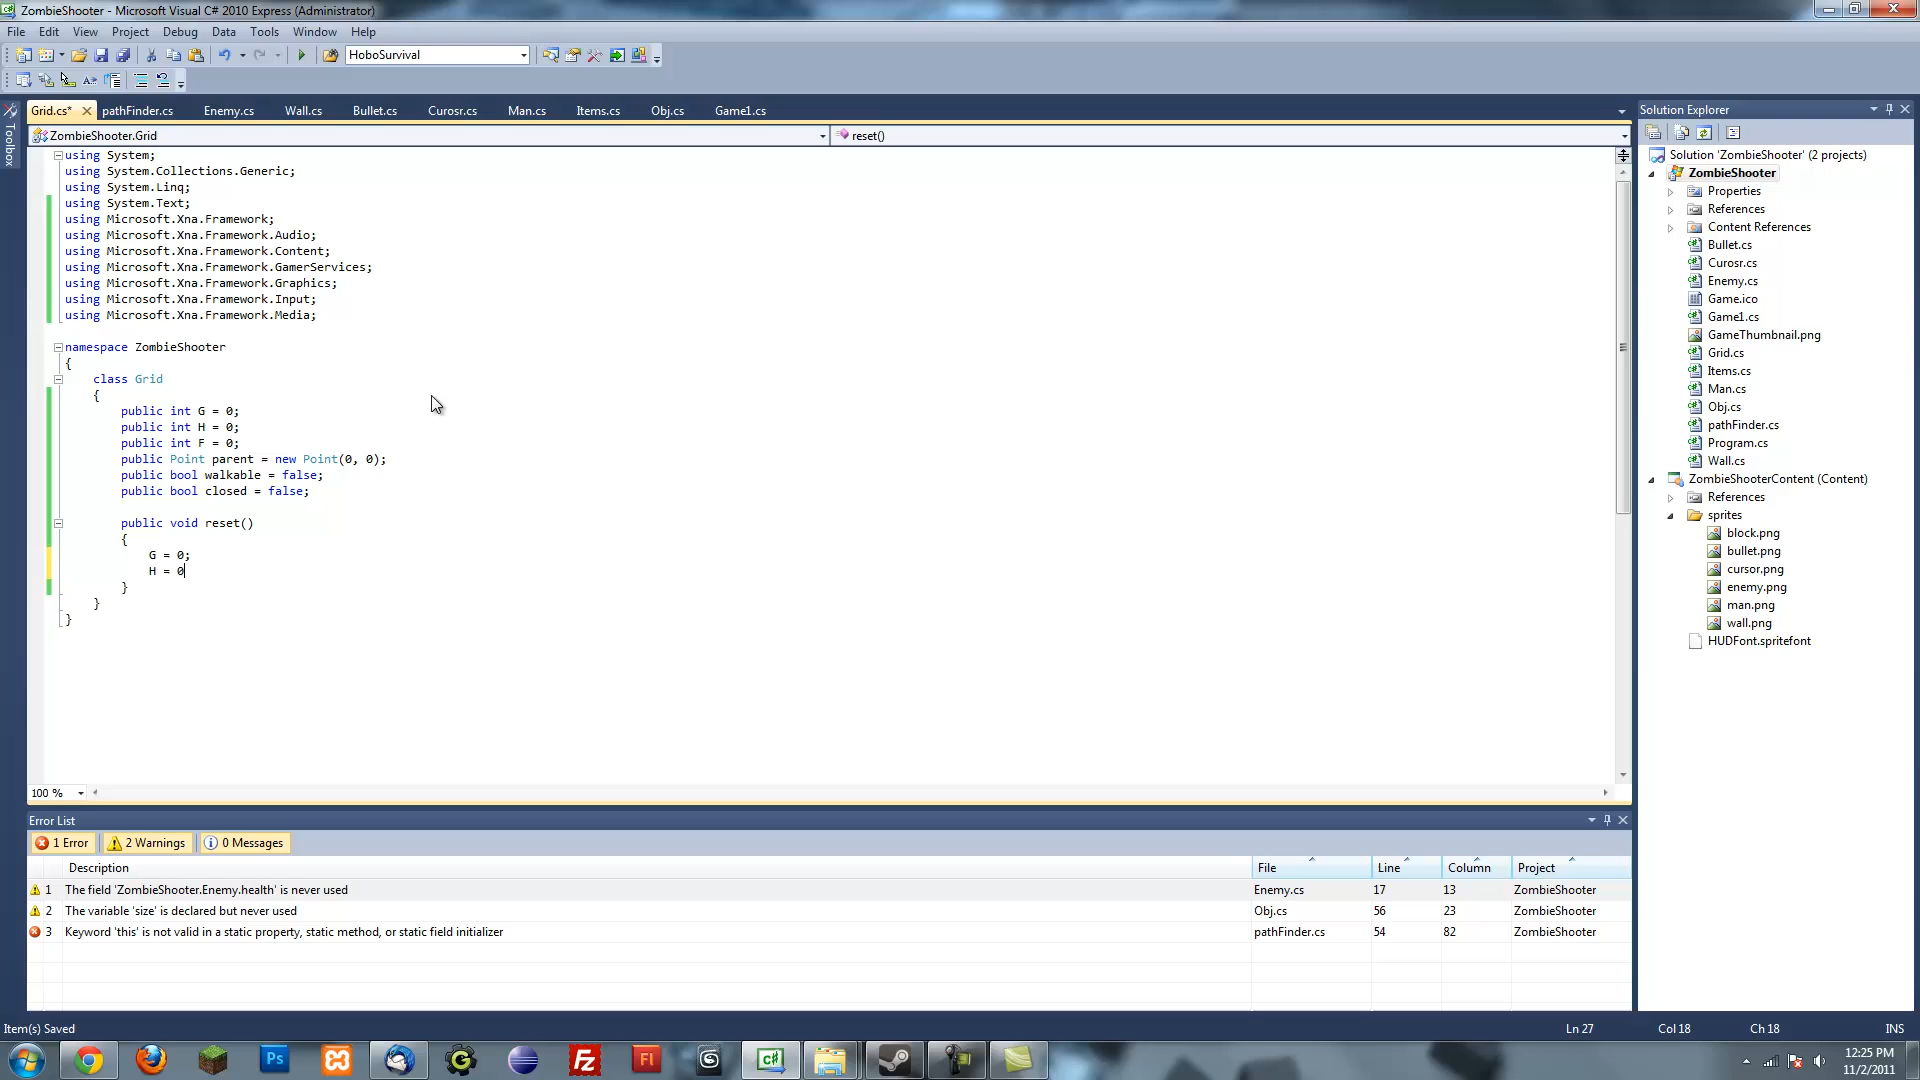 ZombieShooter - Microsoft Visual C# 2010 Express (Administrator)
File Edit View Project Debug Data Tools Window Help
HoboSurvival
Grid.cs* pathFinder.cs Enemy.cs Wall.cs Bullet.cs Curosr.cs Man.cs Items.cs Obj.cs Game1.cs
Toolbox
ZombieShooter.Grid reset()
using System;
using System.Collections.Generic;
using System.Linq;
using System.Text;
using Microsoft.Xna.Framework;
using Microsoft.Xna.Framework.Audio;
using Microsoft.Xna.Framework.Content;
using Microsoft.Xna.Framework.GamerServices;
using Microsoft.Xna.Framework.Graphics;
using Microsoft.Xna.Framework.Input;
using Microsoft.Xna.Framework.Media;
namespace ZombieShooter
{
class Grid
{
public int G = 0;
public int H = 0;
public int F = 0;
public Point parent = new Point(0, 0);
public bool walkable = false;
public bool closed = false;
public void reset()
{
G = 0;
H = 0
}
}
}
100 %
Solution Explorer
Solution 'ZombieShooter' (2 projects)
ZombieShooter
Properties
References
Content References
Bullet.cs
Curosr.cs
Enemy.cs
Game.ico
Game1.cs
GameThumbnail.png
Grid.cs
Items.cs
Man.cs
Obj.cs
pathFinder.cs
Program.cs
Wall.cs
ZombieShooterContent (Content)
References
sprites
block.png
bullet.png
cursor.png
enemy.png
man.png
wall.png
HUDFont.spritefont
Error List
1 Error 2 Warnings 0 Messages
Description File Line Column Project
1 The field 'ZombieShooter.Enemy.health' is never used Enemy.cs 17 13 ZombieShooter
2 The variable 'size' is declared but never used Obj.cs 56 23 ZombieShooter
3 Keyword 'this' is not valid in a static property, static method, or static field initializer pathFinder.cs 54 82 ZombieShooter
Item(s) Saved Ln 27 Col 18 Ch 18 INS
Ps Fz Fl C# 12:25 PM
11/2/2011